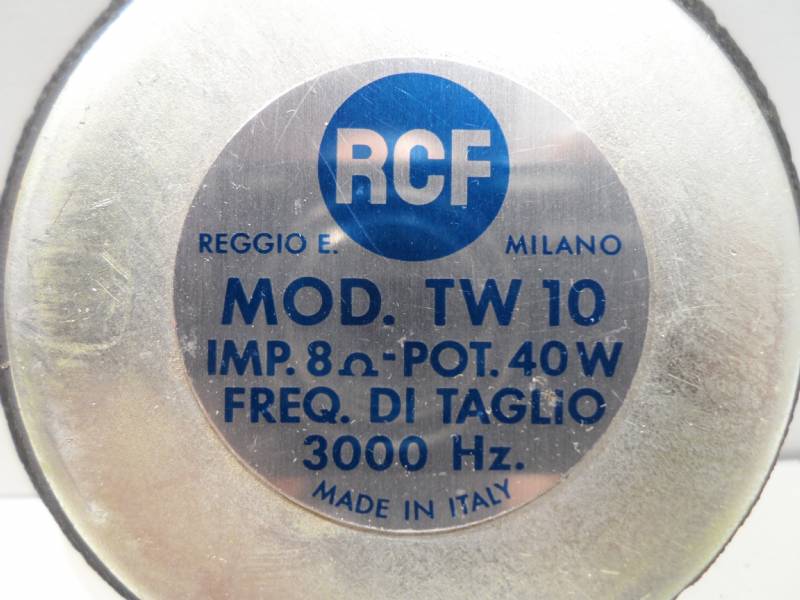 RCF
REGGIO E. MILANO
MOD. TW 10
IMP. 8 Ω - POT. 40 W
FREQ. DI TAGLIO
3000 Hz.
MADE IN ITALY